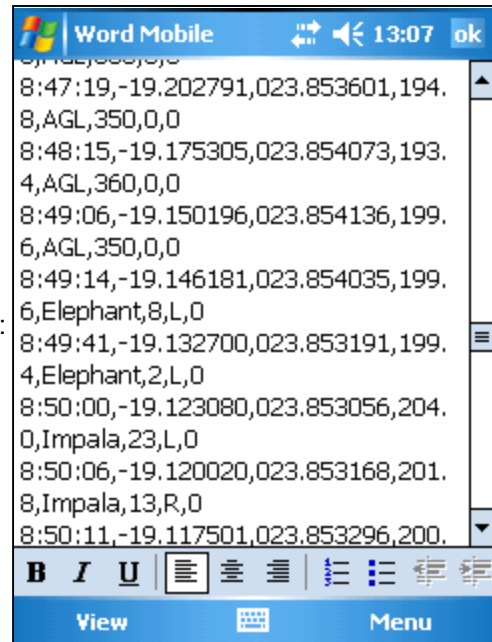 Word Mobile 13:07 ok
8:47:19,-19.202791,023.853601,194.
8,AGL,350,0,0
8:48:15,-19.175305,023.854073,193.
4,AGL,360,0,0
8:49:06,-19.150196,023.854136,199.
6,AGL,350,0,0
8:49:14,-19.146181,023.854035,199.
6,Elephant,8,L,0
:
8:49:41,-19.132700,023.853191,199.
4,Elephant,2,L,0
8:50:00,-19.123080,023.853056,204.
0,Impala,23,L,0
8:50:06,-19.120020,023.853168,201.
8,Impala,13,R,0
8:50:11,-19.117501,023.853296,200.
B I U
View Menu